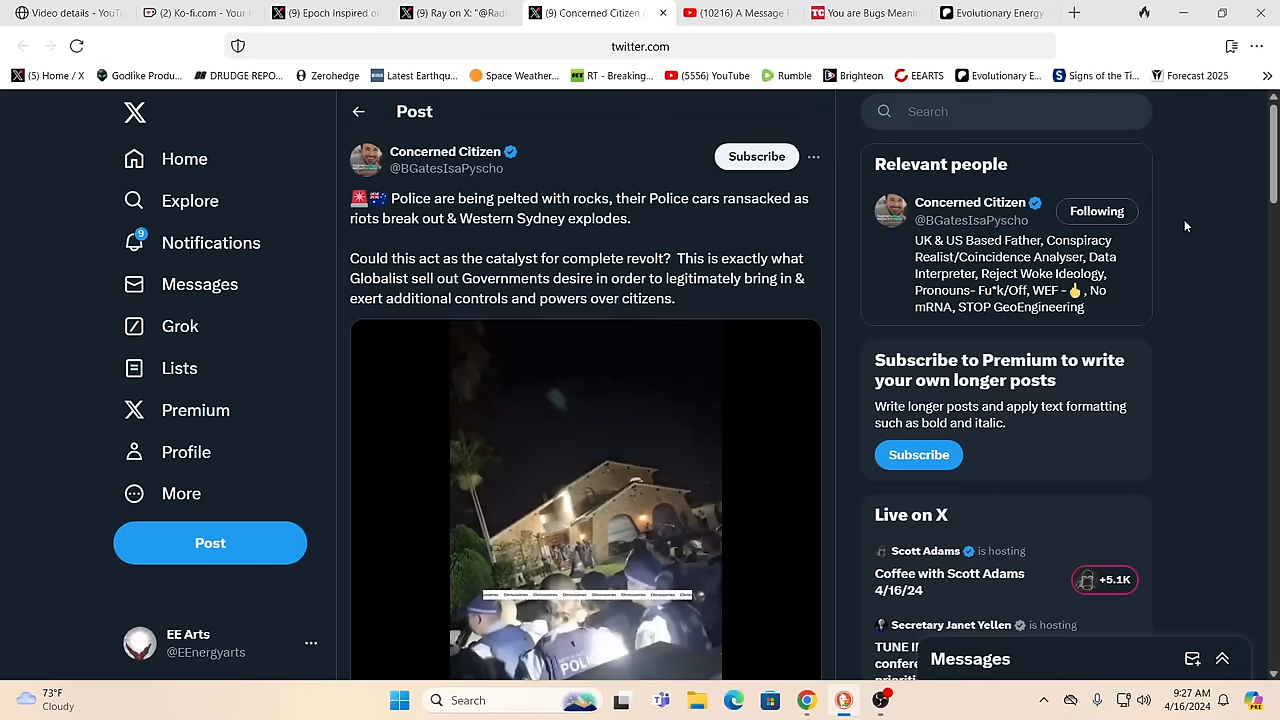 Video details - YouT
(2) Ko-fi.com - Your
(9) Epoch Inspired o
(9) Ray on X: "@Radi
(9) Concerned Citizen o
(10216) A Message F
TC You are Bugs Meanin
Evolutionary Energy
twitter.com
(5) Home / X
Godlike Produ...
DRUDGE REPO...
Zerohedge
Latest Earthqu...
Space Weather...
RT RT - Breaking...
(5556) YouTube
Rumble
Brighteon
EEARTS
Evolutionary E...
Signs of the Ti...
Forecast 2025
Home
Explore
9
Notifications
Messages
Grok
Lists
Premium
Profile
More
Post
EE Arts
@EEnergyarts
Post
Concerned Citizen
@BGatesIsaPyscho
Subscribe
🚨🇦🇺 Police are being pelted with rocks, their Police cars ransacked as
riots break out & Western Sydney explodes.
Could this act as the catalyst for complete revolt?  This is exactly what
Globalist sell out Governments desire in order to legitimately bring in &
exert additional controls and powers over citizens.
POLI
Search
Relevant people
Concerned Citizen
@BGatesIsaPyscho
Following
UK & US Based Father, Conspiracy
Realist/Coincidence Analyser, Data
Interpreter, Reject Woke Ideology,
Pronouns- Fu*k/Off, WEF -🖕, No
mRNA, STOP GeoEngineering
Subscribe to Premium to write
your own longer posts
Write longer posts and apply text formatting
such as bold and italic.
Subscribe
Live on X
Scott Adams is hosting
Coffee with Scott Adams
4/16/24
+5.1K
Secretary Janet Yellen is hosting
TUNE I
confere
prioriti
Messages
73°F
Cloudy
Search
9:27 AM
4/16/2024
PRE